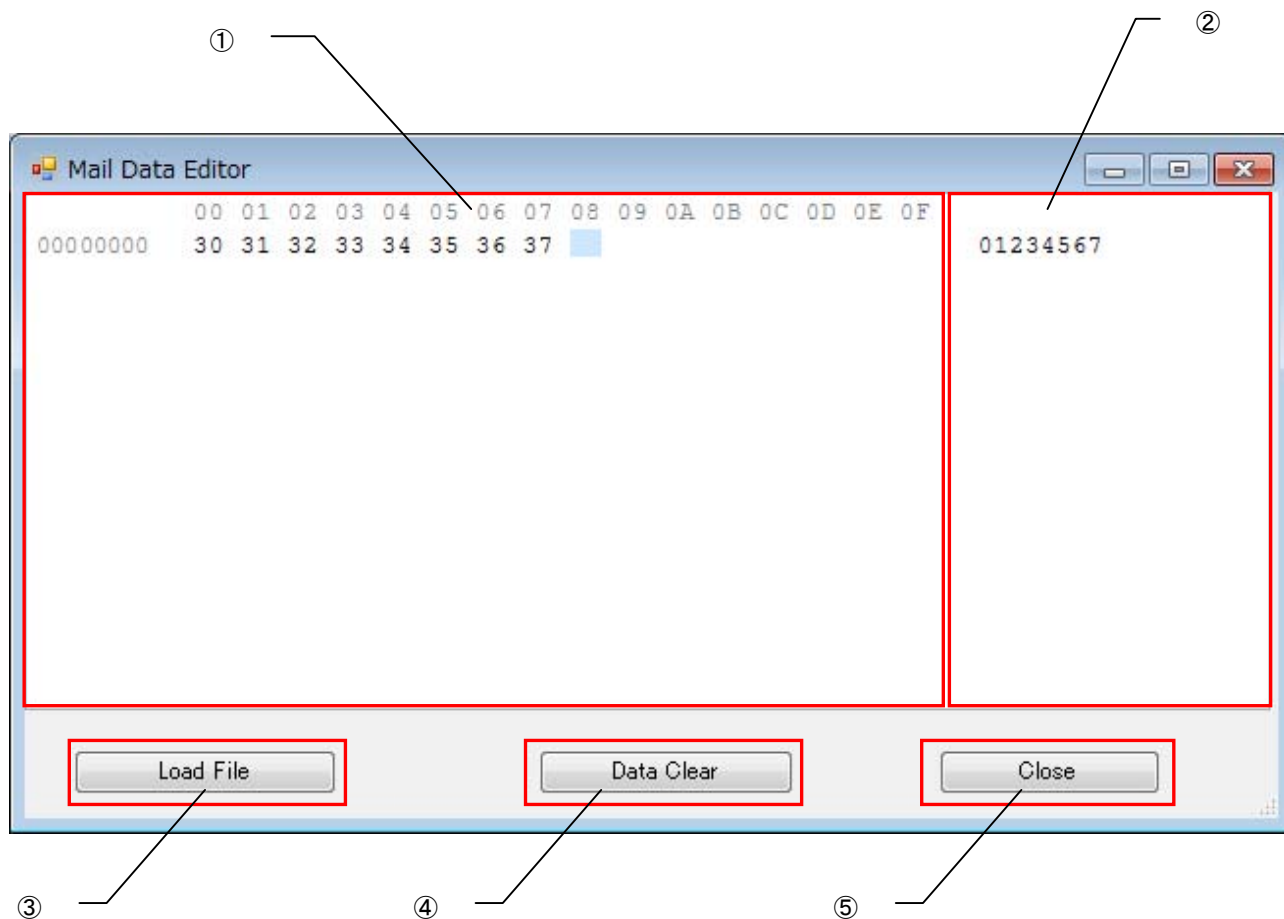 ① ②
Mail Data Editor
00 01 02 03 04 05 06 07 08 09 0A 0B 0C 0D 0E 0F
00000000 30 31 32 33 34 35 36 37 01234567
Load File Data Clear Close
③ ④ ⑤